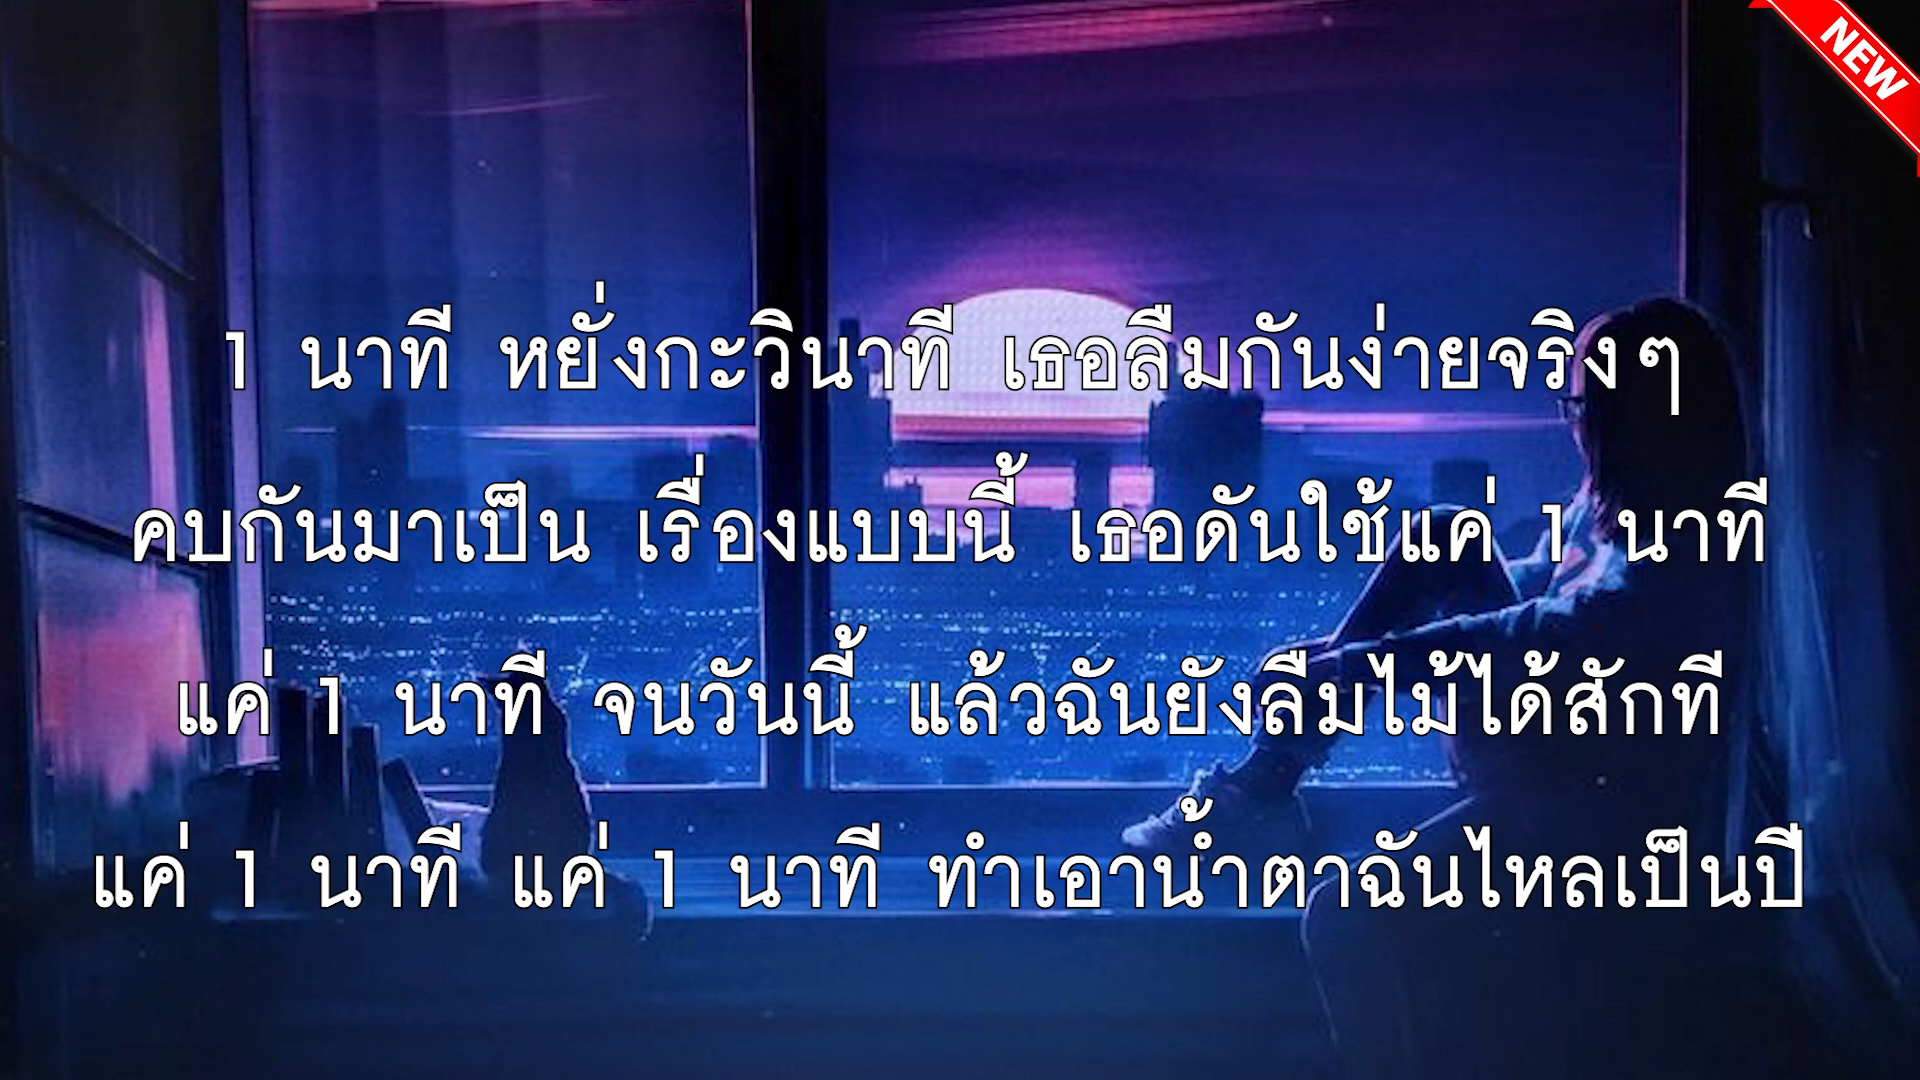 NEW
1 นาที หยั่งกะวินาที เธอลืมกันง่ายจริงๆ
คบกันมาเป็น เรื่องแบบนี้ เธอดันใช้แค่ 1 นาที
แค่ 1 นาที จนวันนี้ แล้วฉันยังลืมไม้ได้สักที
แค่ 1 นาที แค่ 1 นาที ทำเอาน้ำตาฉันไหลเป็นปี